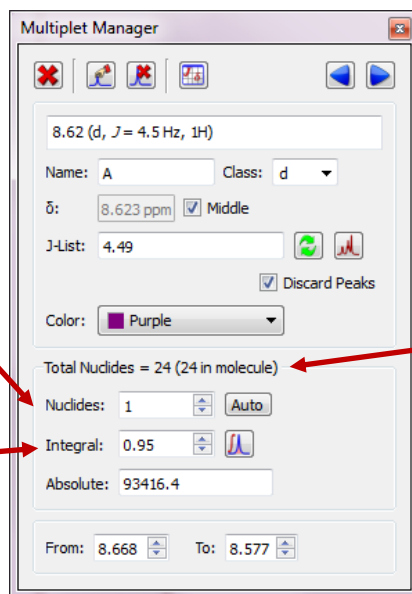 Multiplet Manager
8.62 (d, J = 4.5 Hz, 1H)
Name: A Class: d
δ: 8.623 ppm Middle
J-List: 4.49
Discard Peaks
Color: Purple
Total Nuclides = 24 (24 in molecule)
Nuclides: 1 Auto
Integral: 0.95
Absolute: 93416.4
From: 8.668 To: 8.577